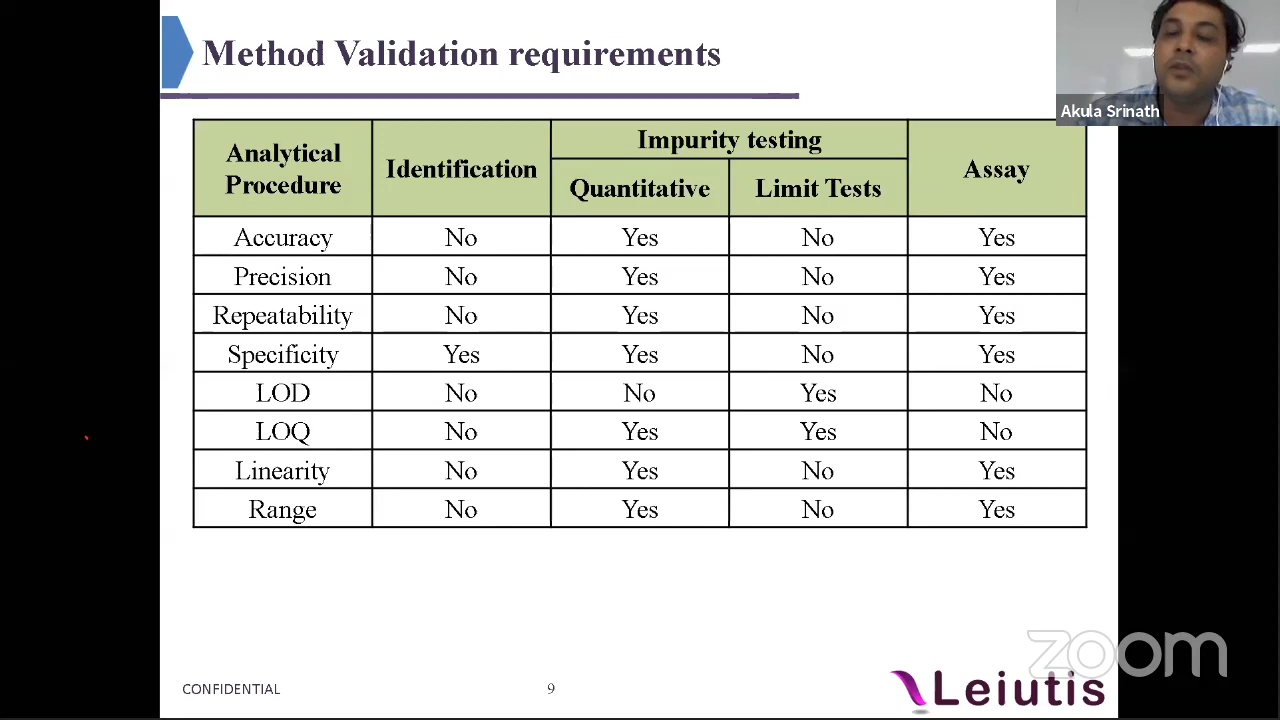 Method Validation requirements
Akula Srinath
Analytical Procedure Identification Impurity testing Assay
Quantitative Limit Tests
Accuracy No Yes No Yes
Precision No Yes No Yes
Repeatability No Yes No Yes
Specificity Yes Yes No Yes
LOD No No Yes No
LOQ No Yes Yes No
Linearity No Yes No Yes
Range No Yes No Yes
zoom
CONFIDENTIAL 9 Leiutis